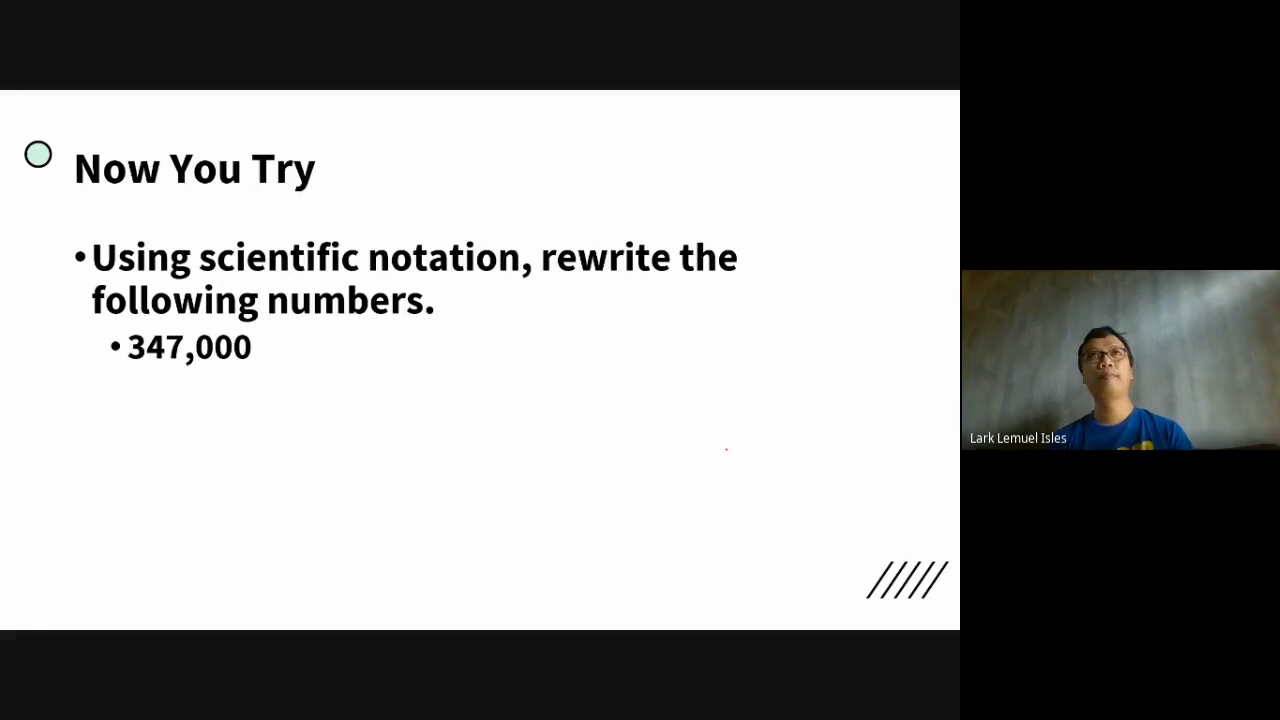 Now You Try
•Using scientific notation, rewrite the
following numbers.
•347,000
Lark Lemuel Isles